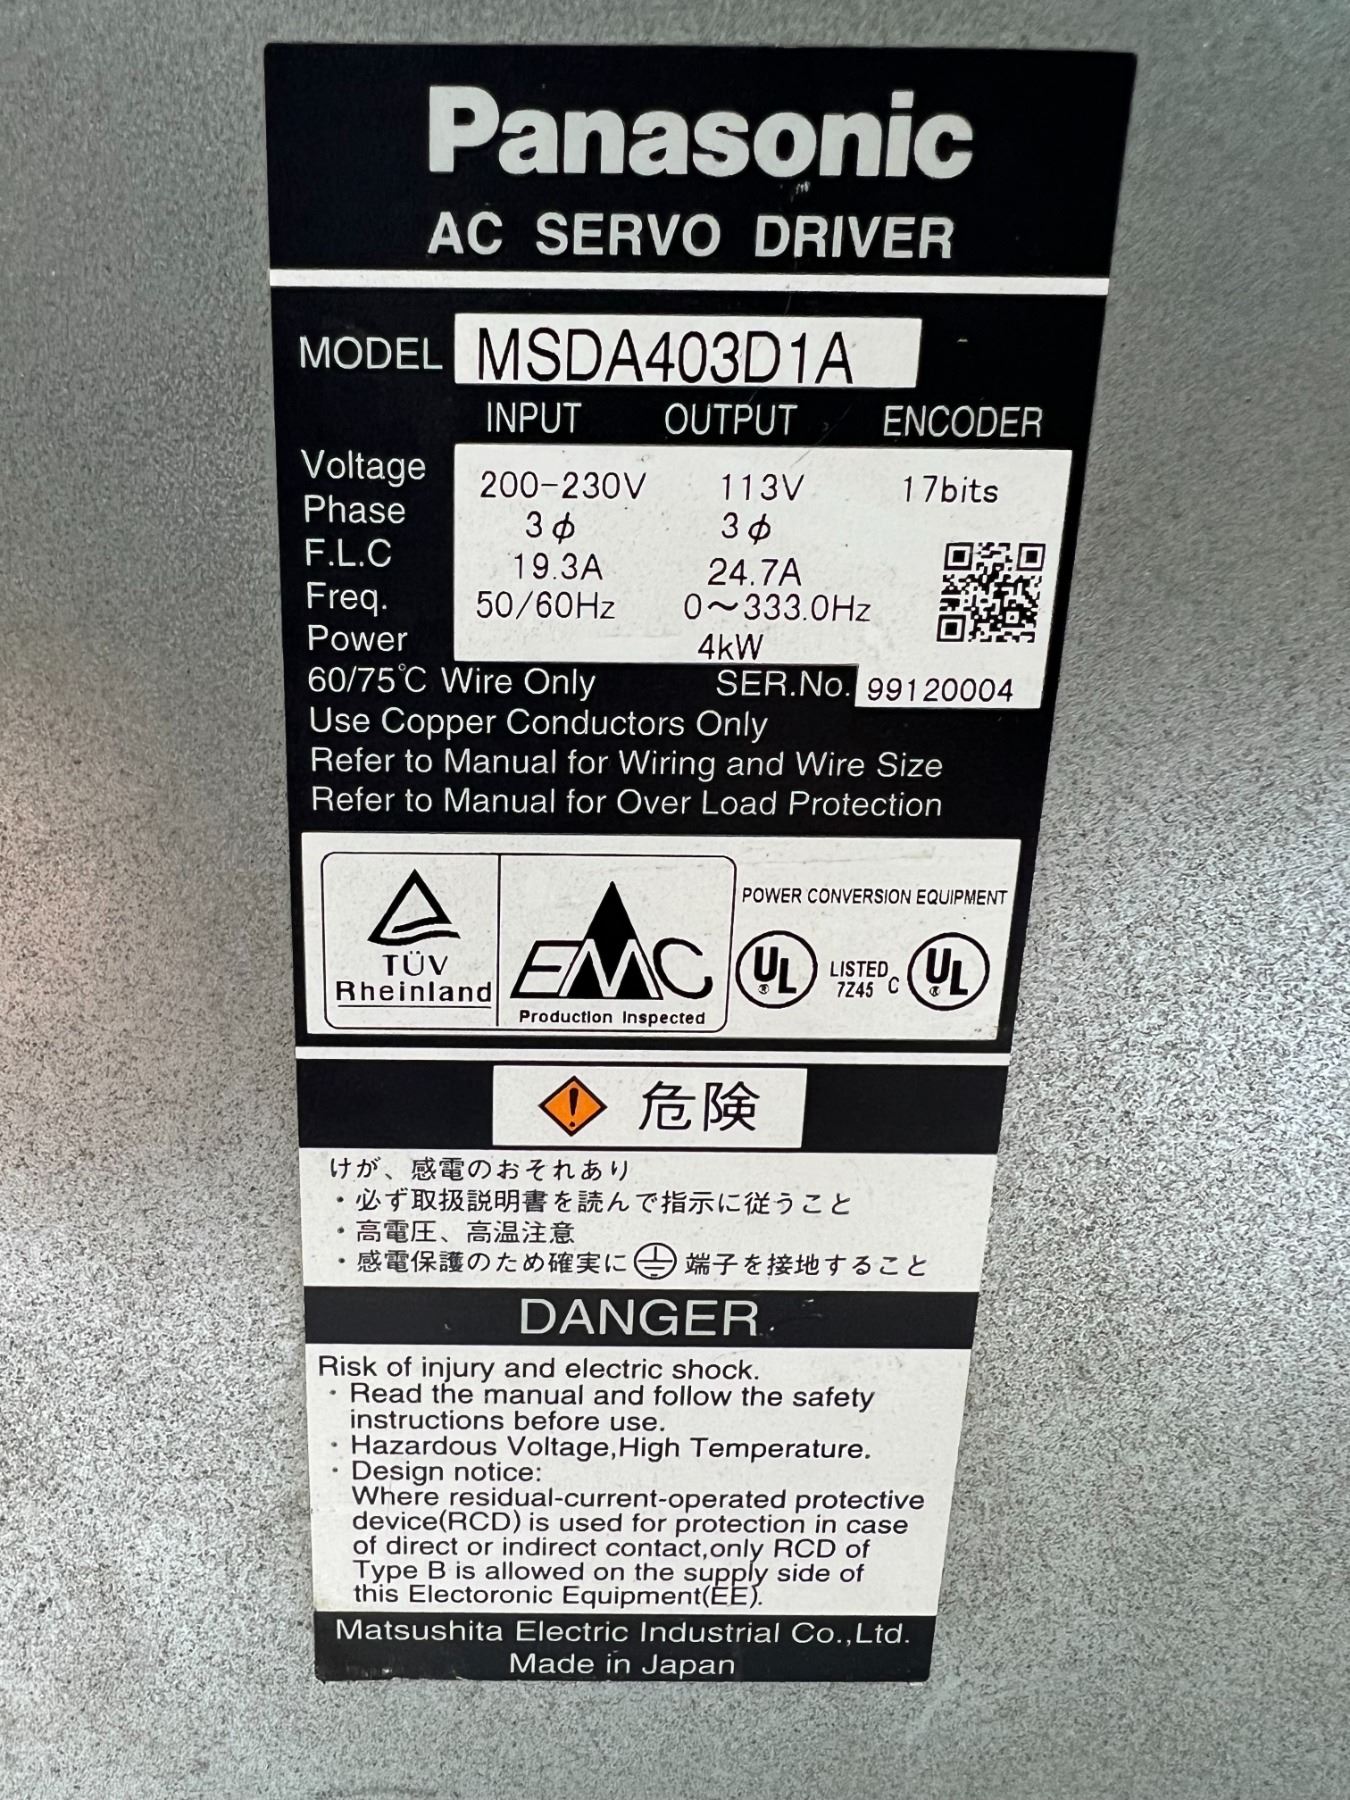 Panasonic
AC SERVO DRIVER
MODEL MSDA403D1A
INPUT OUTPUT ENCODER
Voltage 200-230V 113V 17bits
Phase 3φ 3φ
F.L.C 19.3A 24.7A
Freq. 50/60Hz 0～333.0Hz
Power 4kW
60/75℃ Wire Only SER.No. 99120004
Use Copper Conductors Only
Refer to Manual for Wiring and Wire Size
Refer to Manual for Over Load Protection
POWER CONVERSION EQUIPMENT
TÜV
Rheinland
EMC
Production Inspected
UL ® LISTED 7Z45 C UL ®
危険
けが、感電のおそれあり
・必ず取扱説明書を読んで指示に従うこと
・高電圧、高温注意
・感電保護のため確実に⏚端子を接地すること
DANGER
Risk of injury and electric shock.
・Read the manual and follow the safety
instructions before use.
・Hazardous Voltage,High Temperature.
・Design notice:
Where residual-current-operated protective
device(RCD) is used for protection in case
of direct or indirect contact,only RCD of
Type B is allowed on the supply side of
this Electoronic Equipment(EE).
Matsushita Electric Industrial Co.,Ltd.
Made in Japan